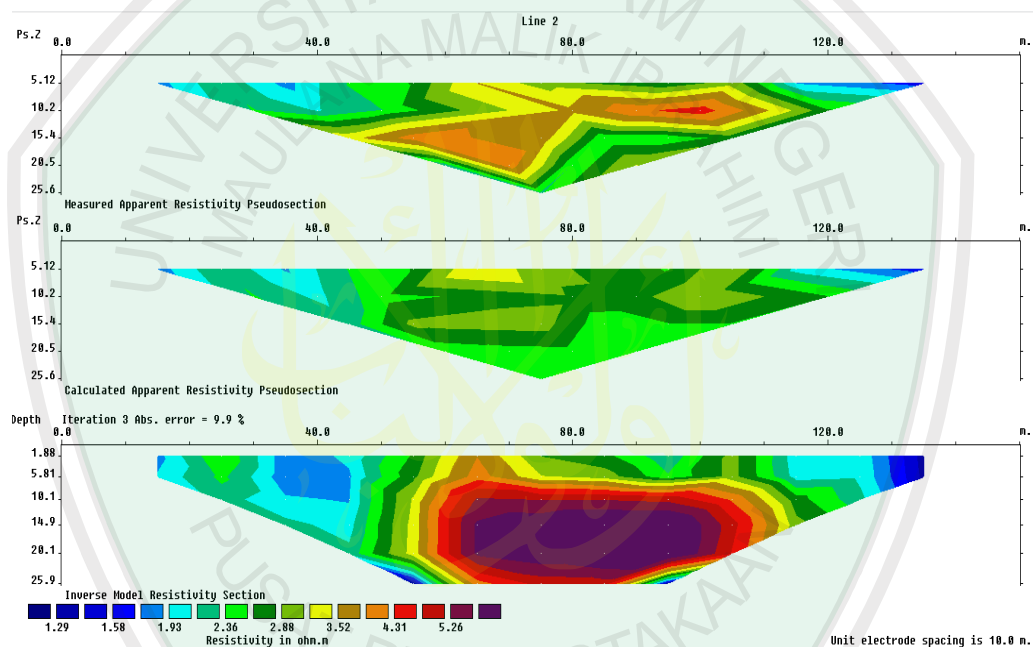 Line 2
Ps.Z 0.0 40.0 80.0 120.0 m.
5.12
10.2
15.4
20.5
25.6
Measured Apparent Resistivity Pseudosection
Ps.Z 0.0 40.0 80.0 120.0 m.
5.12
10.2
15.4
20.5
25.6
Calculated Apparent Resistivity Pseudosection
Depth Iteration 3 Abs. error = 9.9 %
0.0 40.0 80.0 120.0 m.
1.88
5.81
10.1
14.9
20.1
25.9
Inverse Model Resistivity Section
1.29 1.58 1.93 2.36 2.88 3.52 4.31 5.26
Resistivity in ohm.m
Unit electrode spacing is 10.0 m.
MAULANA MALIK IBRAHIM